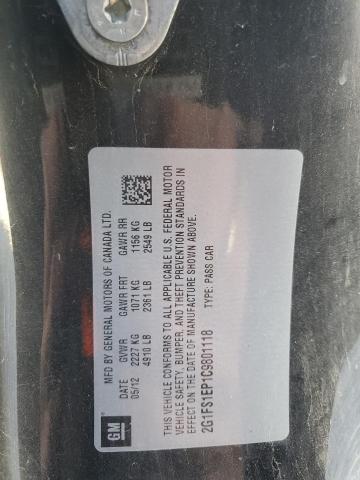 GM
MFD BY GENERAL MOTORS OF CANADA LTD.
DATE GVWR GAWR FRT GAWR RR
05/12 2227 KG 1071 KG 1156 KG
4910 LB 2361 LB 2549 LB
THIS VEHICLE CONFORMS TO ALL APPLICABLE U.S. FEDERAL MOTOR
VEHICLE SAFETY, BUMPER, AND THEFT PREVENTION STANDARDS IN
EFFECT ON THE DATE OF MANUFACTURE SHOWN ABOVE.
2G1FS1EP1C9801118 TYPE: PASS CAR